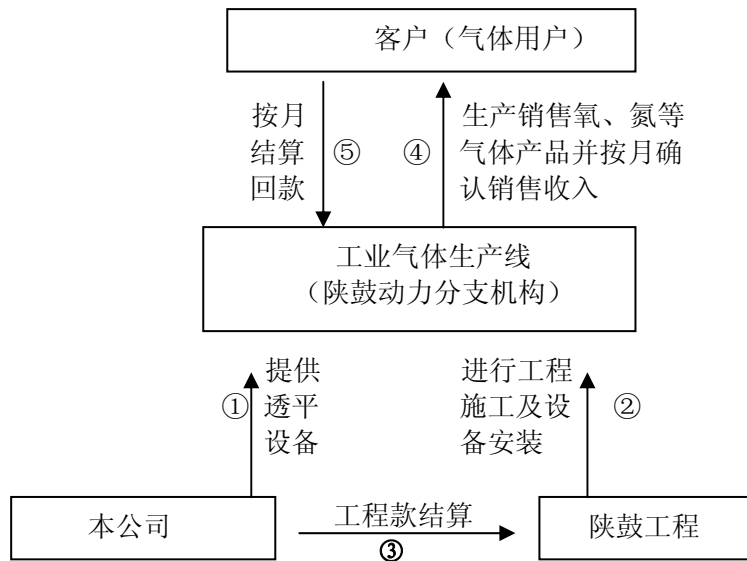 客户（气体用户）
按月
结算
回款
⑤
④
生产销售氧、氮等
气体产品并按月确
认销售收入
工业气体生产线
（陕鼓动力分支机构）
①
提供
透平
设备
进行工程
施工及设
备安装
②
本公司
工程款结算
③
陕鼓工程